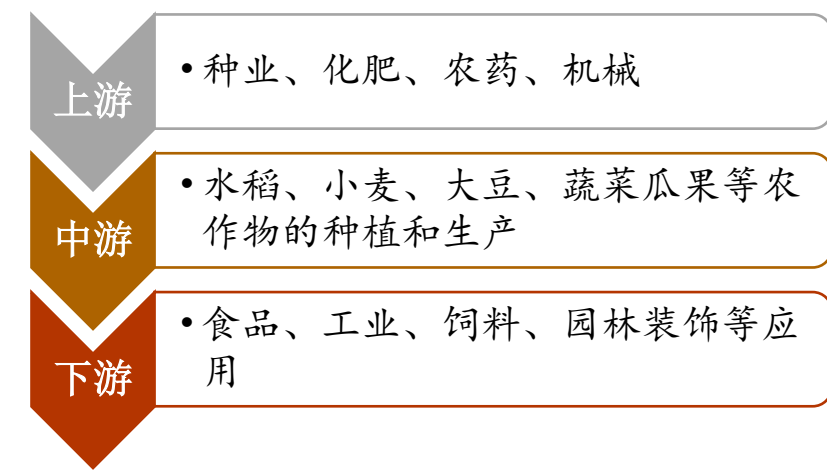 上游
•种业、化肥、农药、机械
中游
•水稻、小麦、大豆、蔬菜瓜果等农
作物的种植和生产
下游
•食品、工业、饲料、园林装饰等应
用